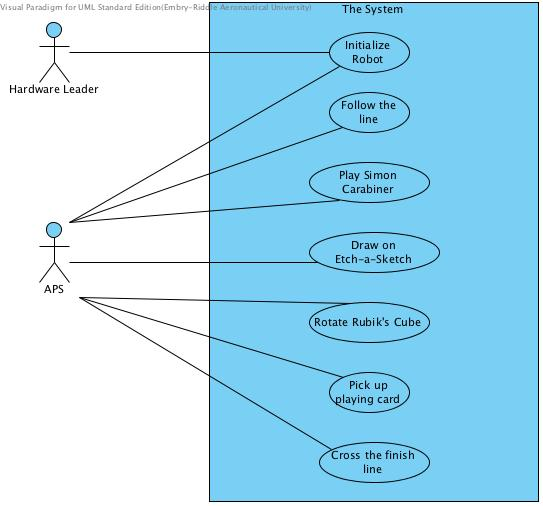 Visual Paradigm for UML Standard Edition(Embry-Riddle Aeronautical University)
The System
Initialize
Robot
Hardware Leader
Follow the
line
Play Simon
Carabiner
Draw on
Etch-a-Sketch
APS
Rotate Rubik's Cube
Pick up
playing card
Cross the finish
line